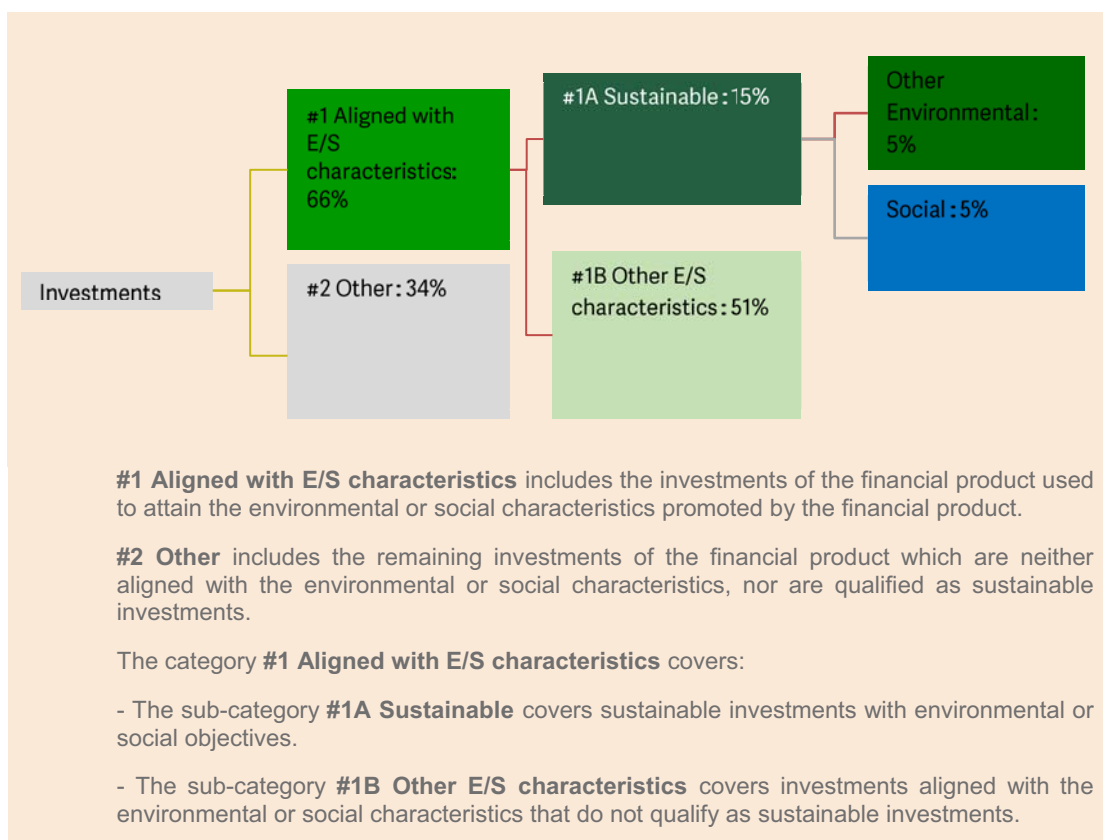 Investments
#1 Aligned with
E/S
characteristics:
66%
#2 Other: 34%
#1A Sustainable: 15%
#1B Other E/S
characteristics: 51%
Other
Environmental:
5%
Social: 5%
#1 Aligned with E/S characteristics includes the investments of the financial product used
to attain the environmental or social characteristics promoted by the financial product.
#2 Other includes the remaining investments of the financial product which are neither
aligned with the environmental or social characteristics, nor are qualified as sustainable
investments.
The category #1 Aligned with E/S characteristics covers:
- The sub-category #1A Sustainable covers sustainable investments with environmental or
social objectives.
- The sub-category #1B Other E/S characteristics covers investments aligned with the
environmental or social characteristics that do not qualify as sustainable investments.